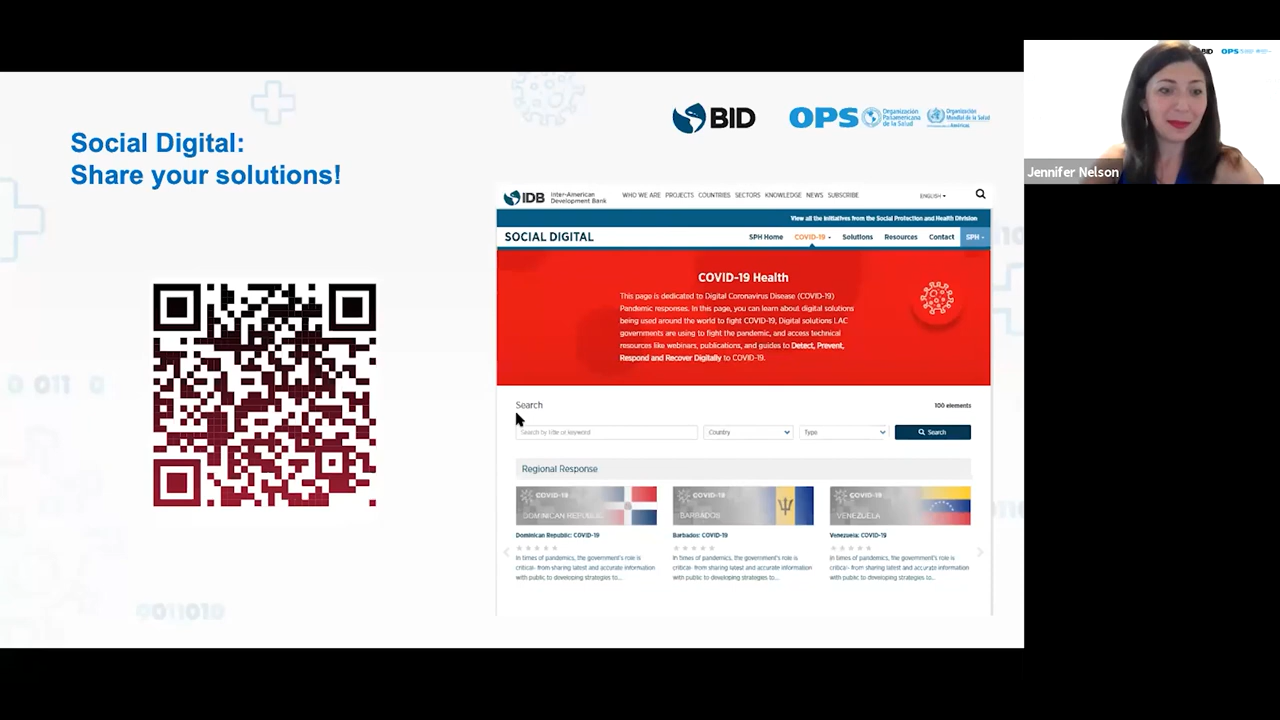 Social Digital:
Share your solutions!
BID
OPS
Organización
Panamericana
de la Salud
Organización
Mundial de la Salud
BID OPS
Jennifer Nelson
IDB
Inter-American
Development Bank
WHO WE ARE PROJECTS COUNTRIES SECTORS KNOWLEDGE NEWS SUBSCRIBE
ENGLISH
View all the initiatives from the Social Protection and Health Division
SOCIAL DIGITAL
SPH Home COVID-19 Solutions Resources Contact SPH
COVID-19 Health
This page is dedicated to Digital Coronavirus Disease (COVID-19)
Pandemic responses. In this page, you can learn about digital solutions
being used around the world to fight COVID-19, Digital solutions LAC
governments are using to fight the pandemic, and access technical
resources like webinars, publications, and guides to Detect, Prevent,
Respond and Recover Digitally to COVID-19.
Search
100 elements
Search by title or keyword
Country
Type
Search
Regional Response
COVID-19
DOMINICAN REPUBLIC
COVID-19
BARBADOS
COVID-19
VENEZUELA
Dominican Republic: COVID-19
In times of pandemics, the government's role is
critical- from sharing latest and accurate information
with public to developing strategies to...
Barbados: COVID-19
In times of pandemics, the government's role is
critical- from sharing latest and accurate information
with public to developing strategies to...
Venezuela: COVID-19
In times of pandemics, the government's role is
critical- from sharing latest and accurate information
with public to developing strategies to...
0 011 0
0011010